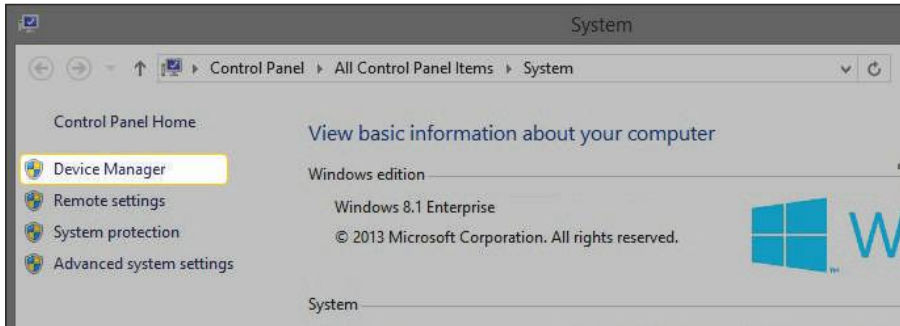 System
Control Panel All Control Panel Items System
Control Panel Home
Device Manager
Remote settings
System protection
Advanced system settings
View basic information about your computer
Windows edition
Windows 8.1 Enterprise
© 2013 Microsoft Corporation. All rights reserved.
W
System